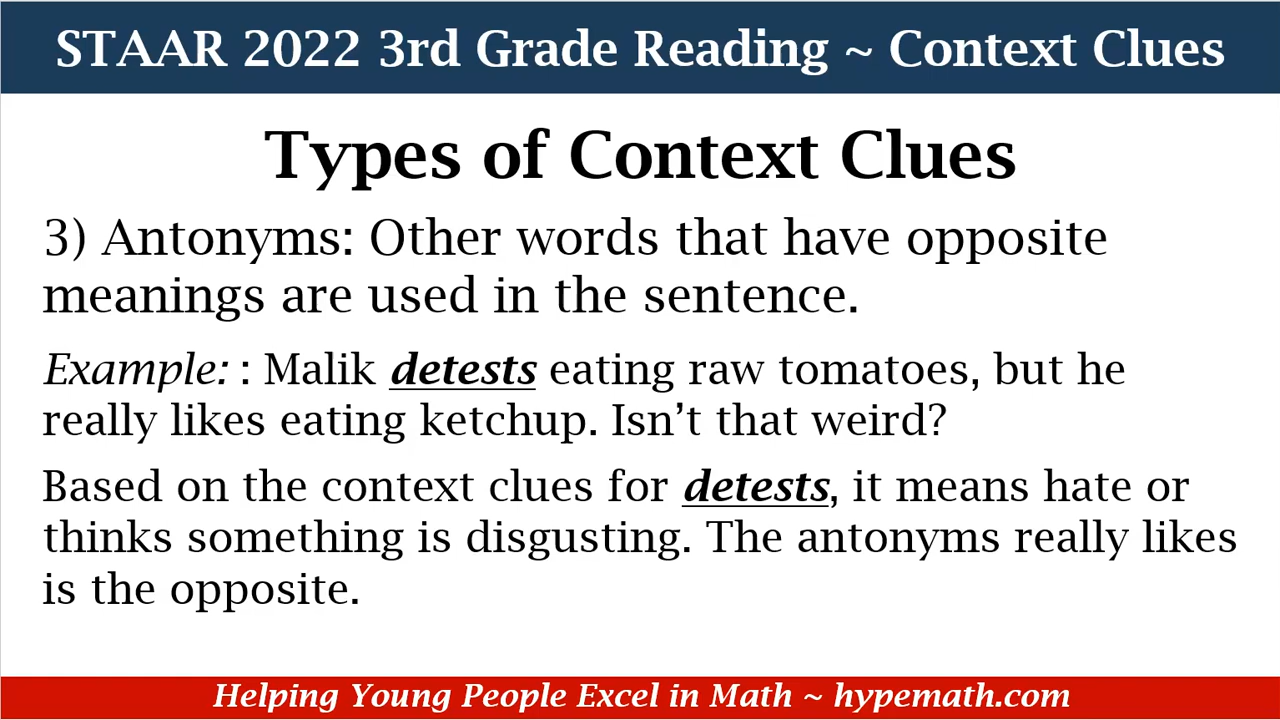 STAAR 2022 3rd Grade Reading ~ Context Clues
Types of Context Clues
3) Antonyms: Other words that have opposite
meanings are used in the sentence.
Example: : Malik detests eating raw tomatoes, but he
really likes eating ketchup. Isn’t that weird?
Based on the context clues for detests, it means hate or
thinks something is disgusting. The antonyms really likes
is the opposite.
Helping Young People Excel in Math ~ hypemath.com